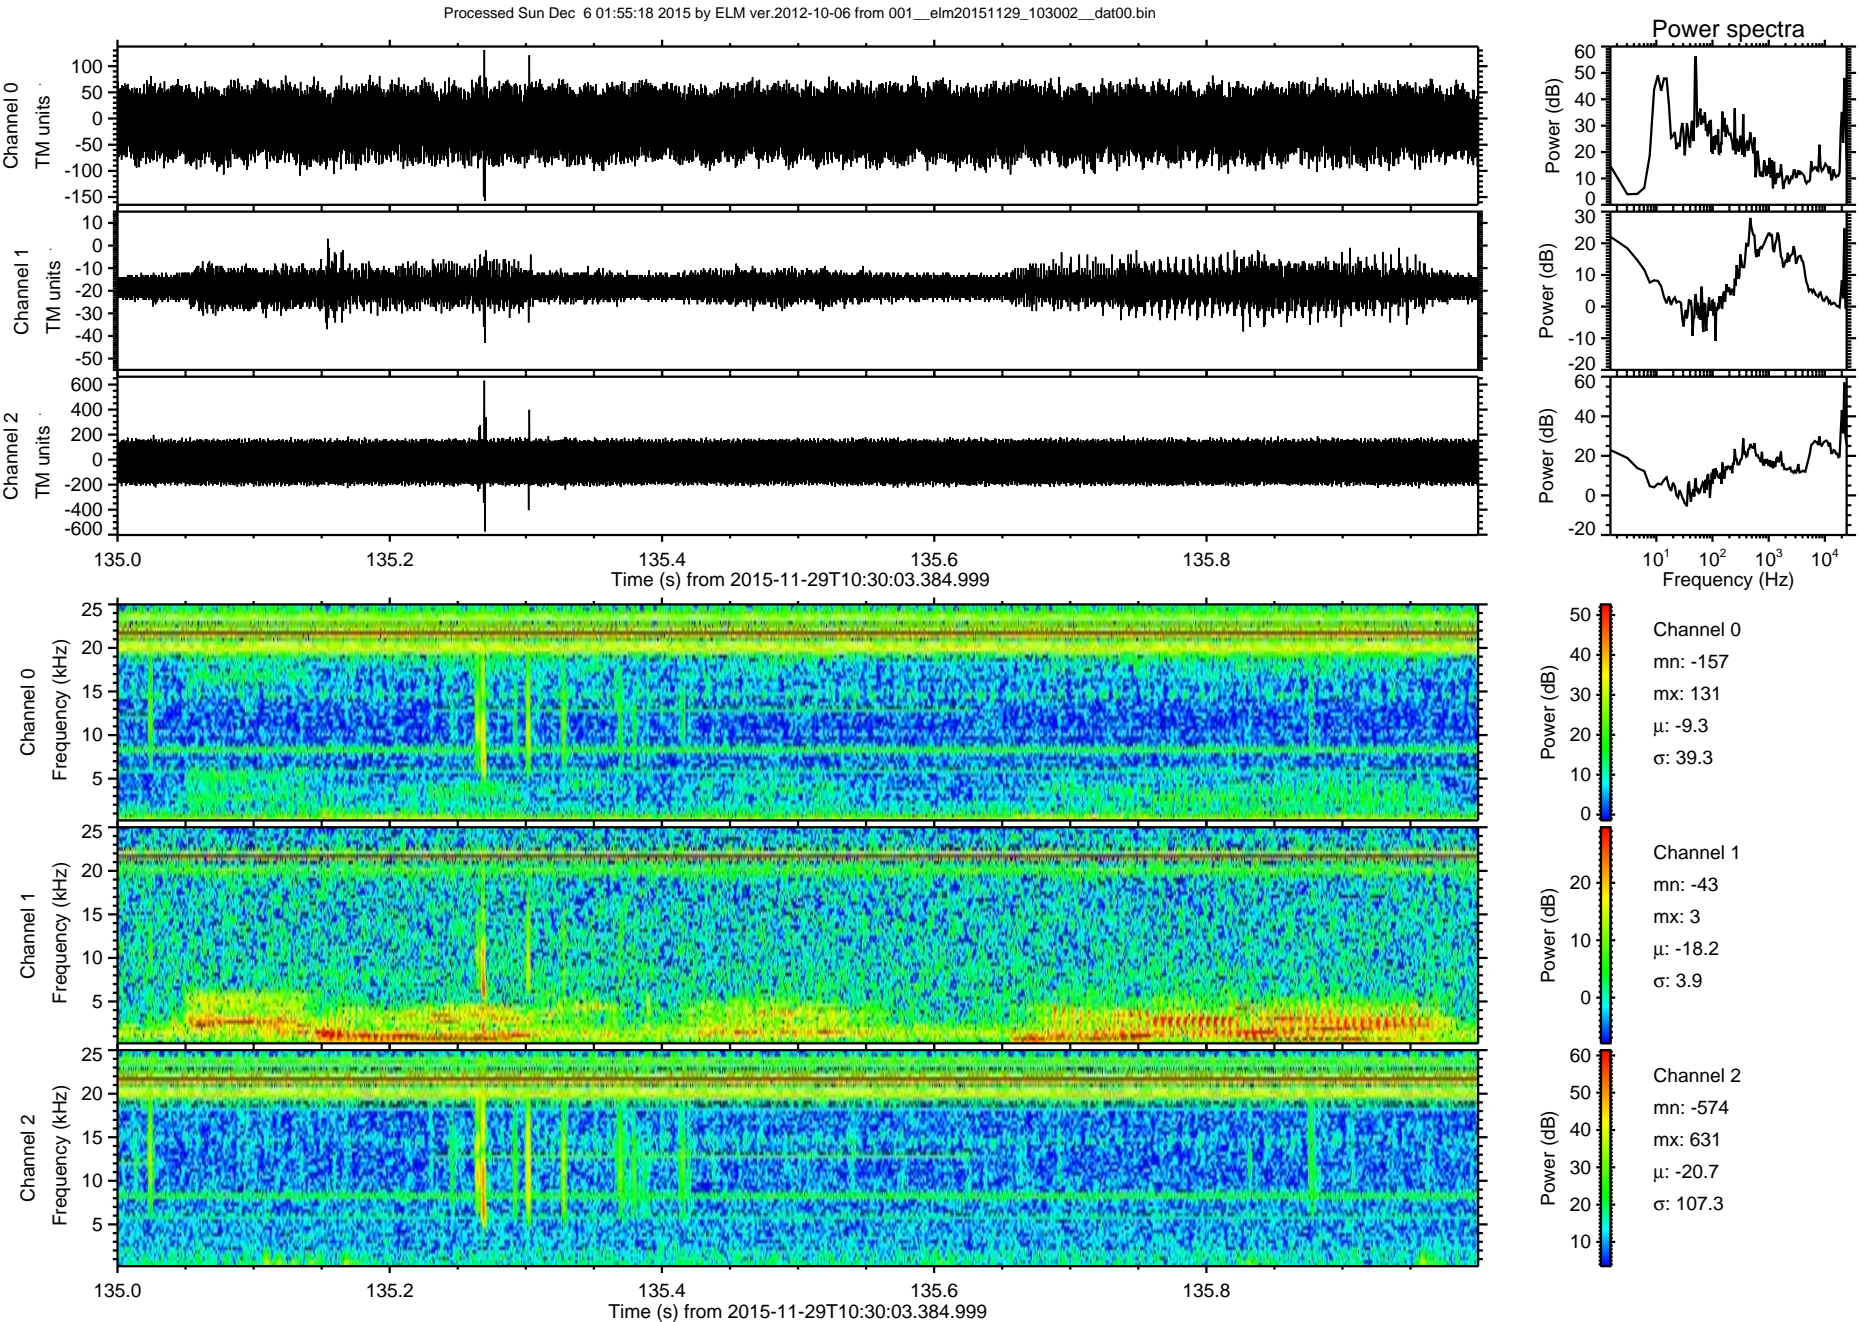 Processed Sun Dec  6 01:55:18 2015 by ELM ver.2012-10-06 from 001__elm20151129_103002__dat00.bin
Power spectra
Channel 0
TM units
100
50
0
-50
-100
-150
Power (dB)
60
50
40
30
20
10
0
Channel 1
TM units
10
0
-10
-20
-30
-40
-50
Power (dB)
30
20
10
0
-10
-20
Channel 2
TM units
600
400
200
0
-200
-400
-600
Power (dB)
60
40
20
0
-20
135.0 135.2 135.4 135.6 135.8
Time (s) from 2015-11-29T10:30:03.384.999
10¹ 10² 10³ 10⁴
Frequency (Hz)
Channel 0
Frequency (kHz)
25
20
15
10
5
Power (dB)
50
40
30
20
10
0
Channel 0
mn: -157
mx: 131
μ: -9.3
σ: 39.3
Channel 1
Frequency (kHz)
25
20
15
10
5
Power (dB)
20
10
0
Channel 1
mn: -43
mx: 3
μ: -18.2
σ: 3.9
Channel 2
Frequency (kHz)
25
20
15
10
5
Power (dB)
60
50
40
30
20
10
Channel 2
mn: -574
mx: 631
μ: -20.7
σ: 107.3
135.0 135.2 135.4 135.6 135.8
Time (s) from 2015-11-29T10:30:03.384.999